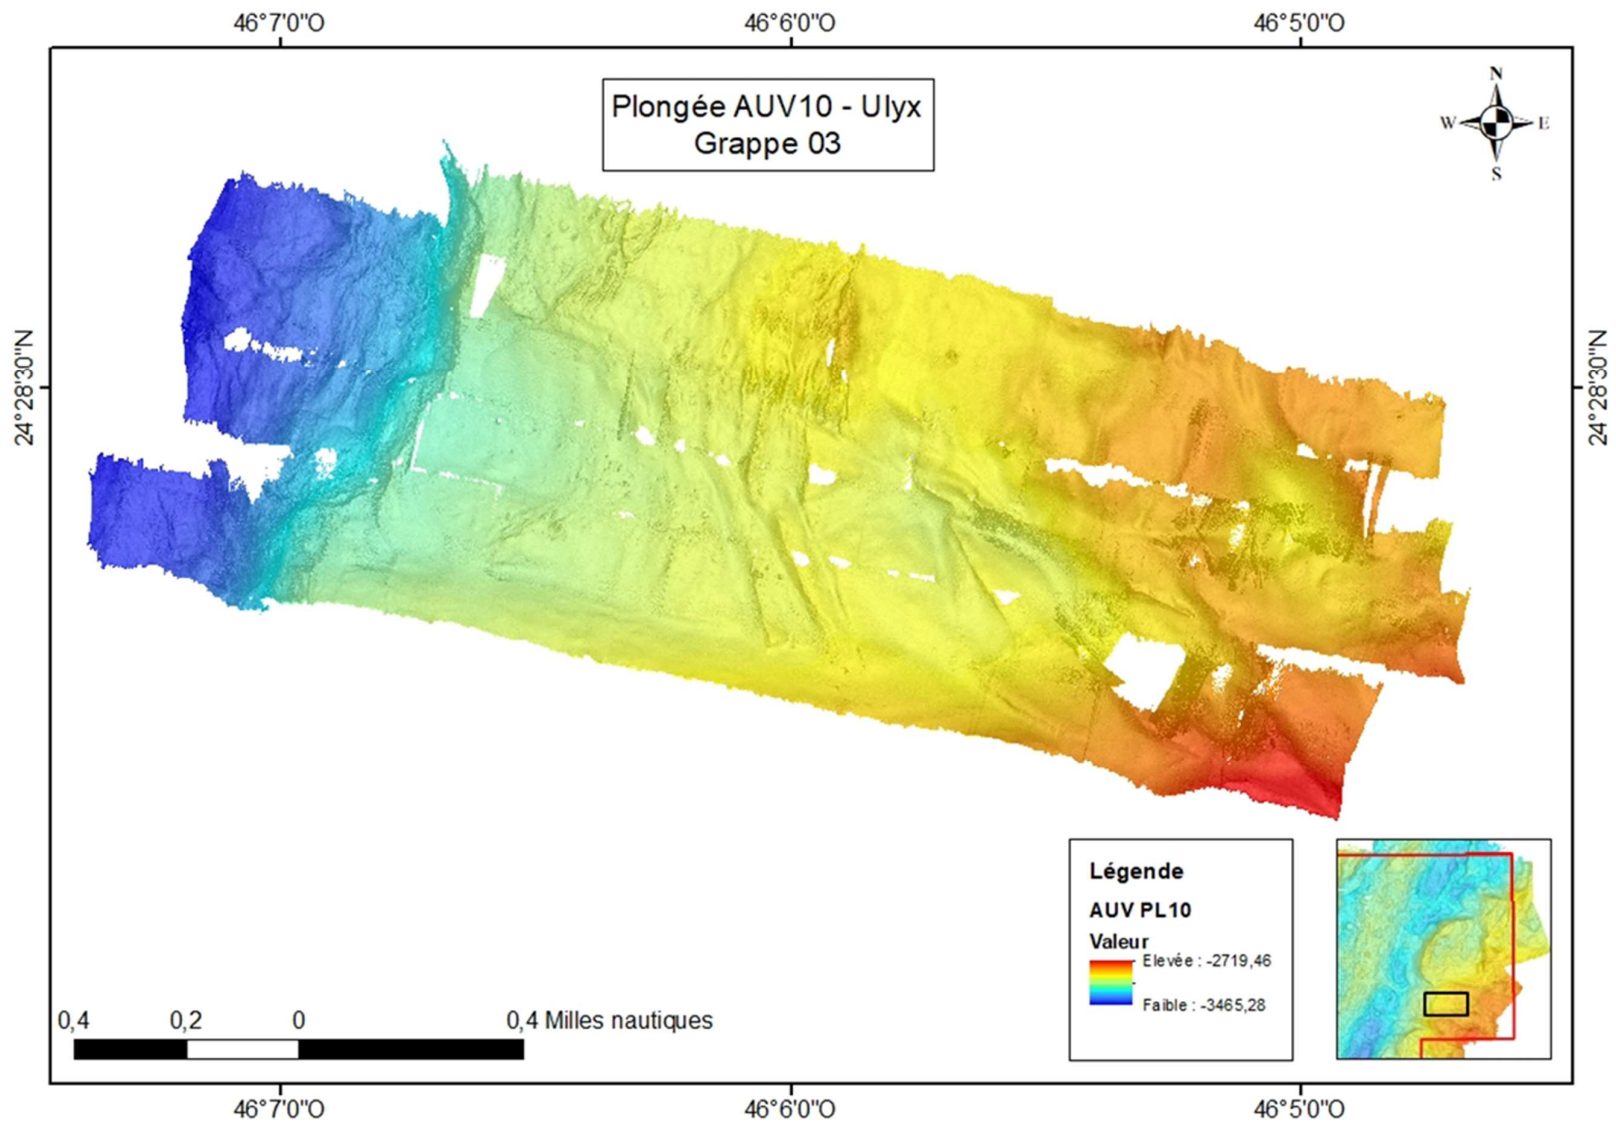 46°7'0"O 46°6'0"O 46°5'0"O
Plongée AUV10 - Ulyx
Grappe 03
N
W E
S
24°28'30"N
24°28'30"N
Légende
AUV PL10
Valeur
Elevée : -2719,46
Faible : -3465,28
0,4 0,2 0 0,4 Milles nautiques
46°7'0"O 46°6'0"O 46°5'0"O